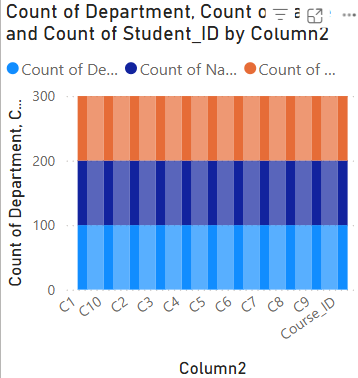 Count of Department, Count o
and Count of Student_ID by Column2
Count of De... Count of Na... Count of ...
Count of Department, C...
300
200
100
0
C1 C10 C2 C3 C4 C5 C6 C7 C8 C9 Course_ID
Column2